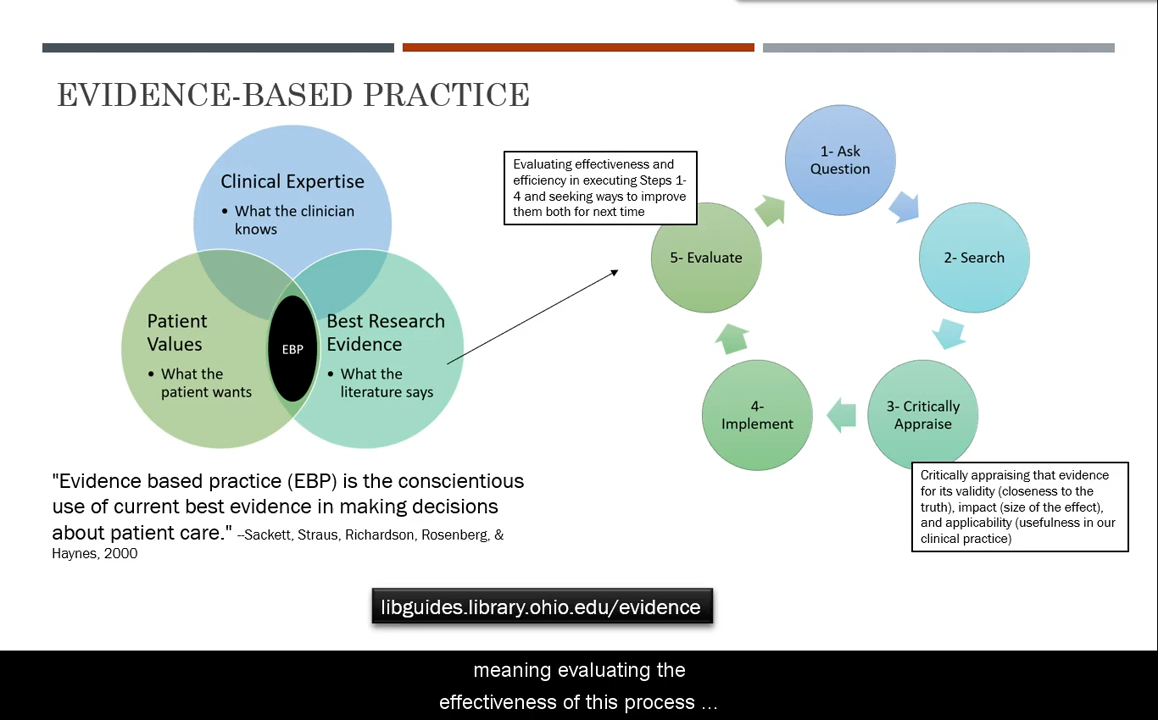 EVIDENCE-BASED PRACTICE
Clinical Expertise
• What the clinician
knows
Patient
Values
• What the
patient wants
EBP
Best Research
Evidence
• What the
literature says
"Evidence based practice (EBP) is the conscientious
use of current best evidence in making decisions
about patient care." --Sackett, Straus, Richardson, Rosenberg, &
Haynes, 2000
Evaluating effectiveness and
efficiency in executing Steps 1-
4 and seeking ways to improve
them both for next time
1- Ask
Question
2- Search
3- Critically
Appraise
4-
Implement
5- Evaluate
Critically appraising that evidence
for its validity (closeness to the
truth), impact (size of the effect),
and applicability (usefulness in our
clinical practice)
libguides.library.ohio.edu/evidence
meaning evaluating the
effectiveness of this process ...